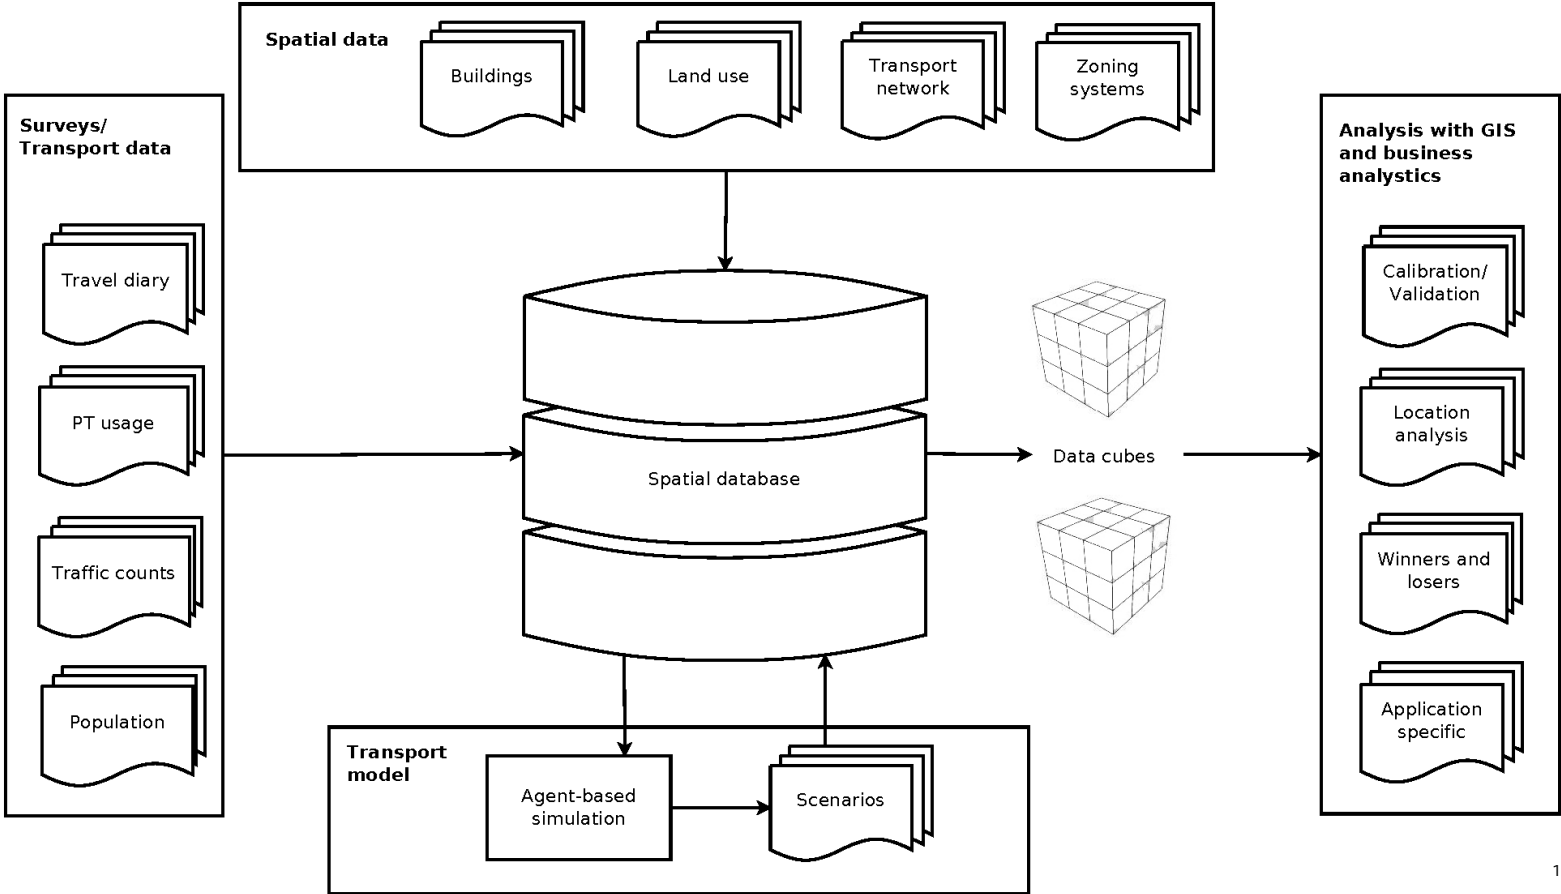 Spatial data
Buildings
Land use
Transport
network
Zoning
systems
Surveys/
Transport data
Travel diary
PT usage
Traffic counts
Population
Spatial database
Data cubes
Transport
model
Agent-based
simulation
Scenarios
Analysis with GIS
and business
analystics
Calibration/
Validation
Location
analysis
Winners and
losers
Application
specific
1